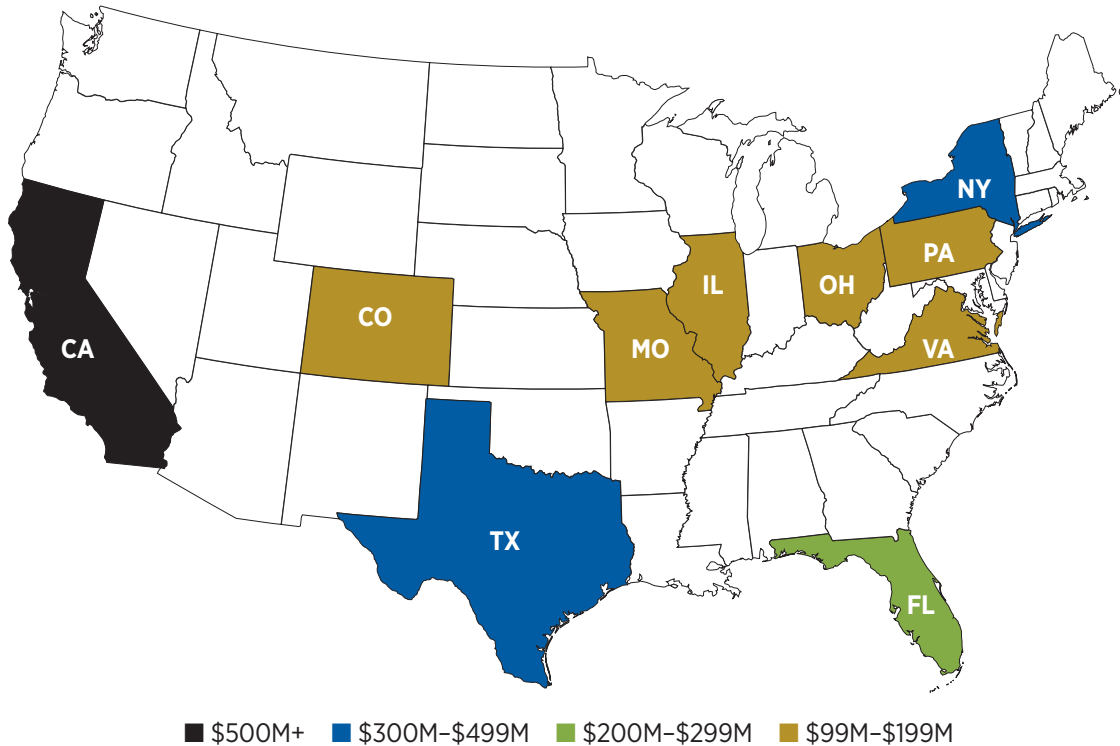 NY
PA
IL
OH
CO
CA
MO
VA
TX
FL
$500M+ $300M–$499M $200M–$299M $99M–$199M